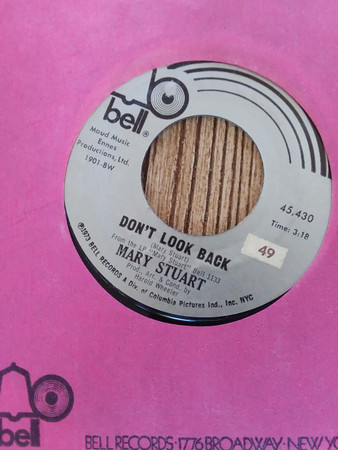 bell®
Maud Music
Ennes
Productions, Ltd.
1901-BW
45,430
Time: 3:18
DON'T LOOK BACK
(Mary Stuart)
From the LP "Mary Stuart" Bell 1133
49
MARY STUART
Prod., Arr. & Cond. by
Harold Wheeler
℗1973 BELL RECORDS A Div. of Columbia Pictures Ind., Inc. NYC
bell
BELL RECORDS·1776 BROADWAY·NEW YO